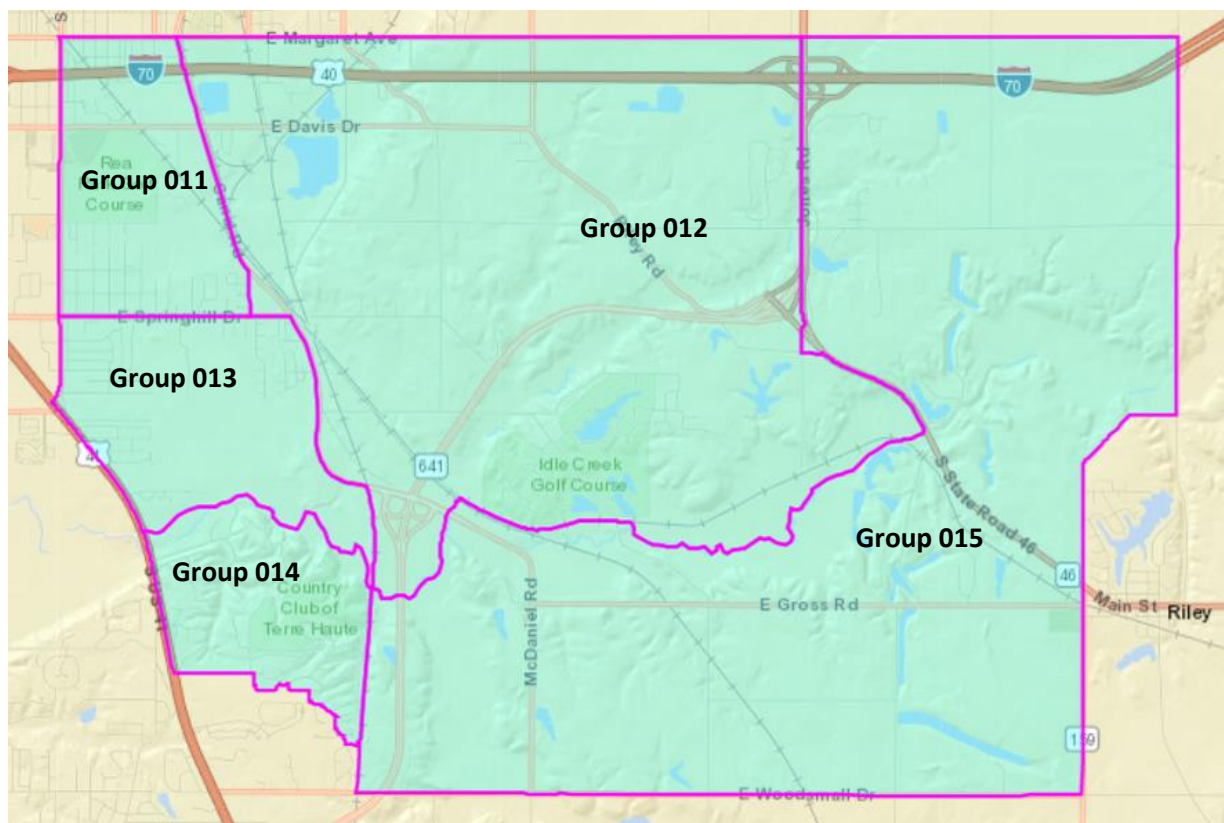 S
E Margaret Ave
70
40
70
E Davis Dr
Rea
Course
Group 011
Jones Rd
Group 012
Riley Rd
E Springhill Dr
Group 013
41
641
Idle Creek
Golf Course
S State Road 46
Group 015
Group 014
Country
Club of
Terre Haute
McDaniel Rd
E Gross Rd
46
Main St
Riley
159
E Woodsmall Dr